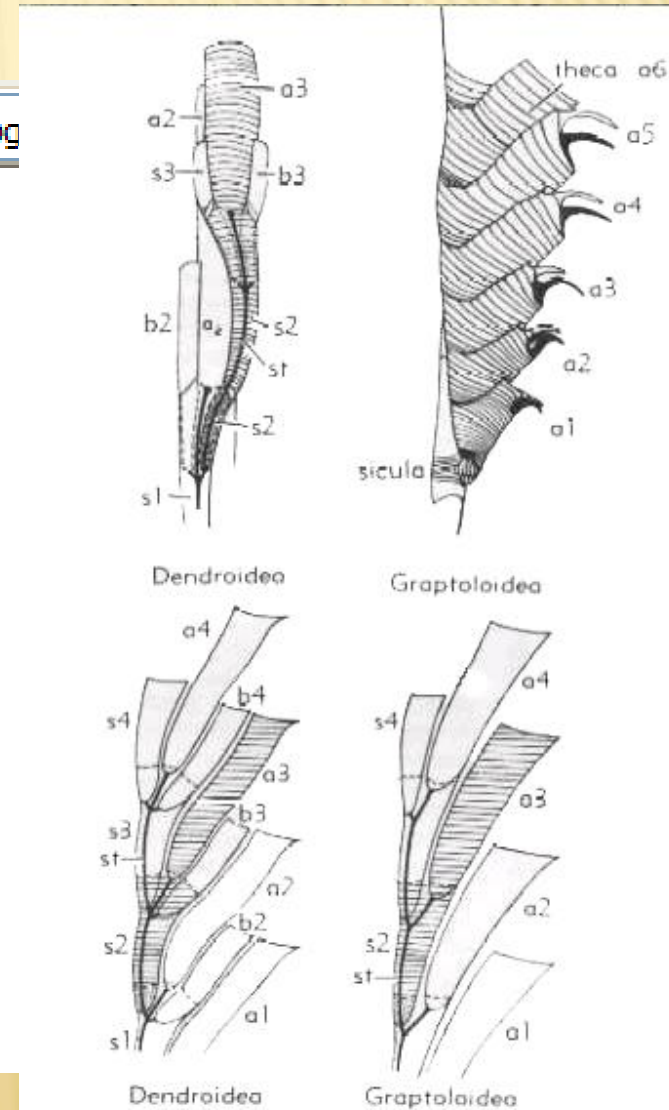 a3
a2
s3
b3
b2
a2
s2
st
s2
s1
Dendroidea
theca a6
a5
a4
a3
a2
a1
sicula
Graptoloidea
a4
b4
s4
a3
s3
b3
st
a2
s2
b2
a1
s1
Dendroidea
a4
s4
a3
a2
s2
st
a1
Graptoloidea